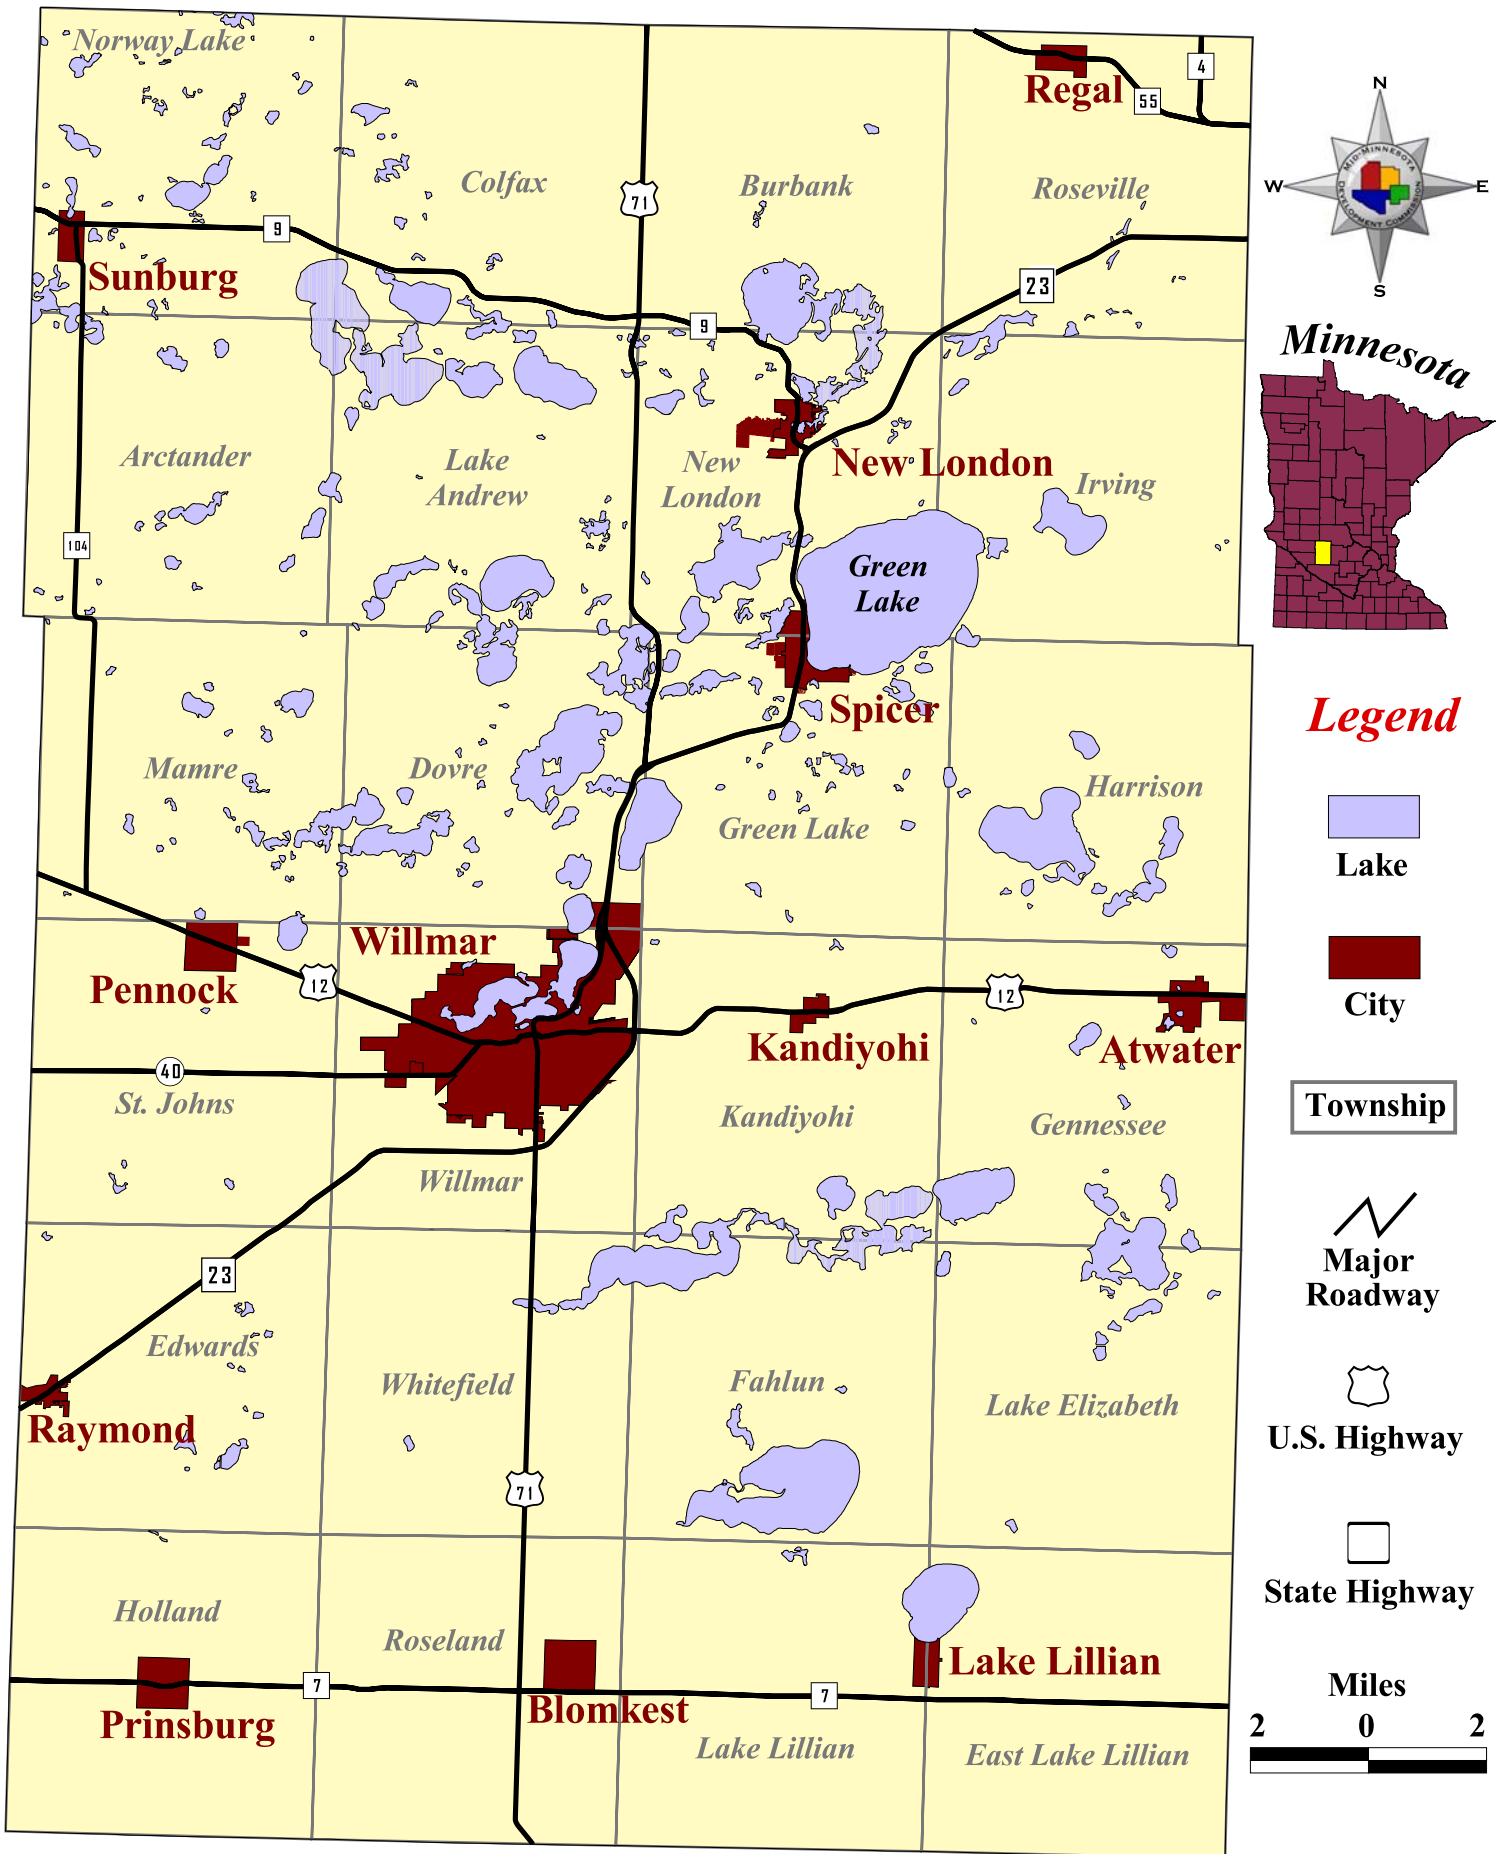 Norway Lake
Regal
4
55
Colfax
71
Burbank
Roseville
9
Sunburg
23
9
Arctander
Lake
Andrew
New
London
New London
Irving
104
Green
Lake
Spicer
Mamre
Dovre
Green Lake
Harrison
Willmar
Pennock
12
12
Kandiyohi
Atwater
40
St. Johns
Kandiyohi
Gennessee
Willmar
23
Edwards
Whitefield
Fahlun
Lake Elizabeth
Raymond
71
Holland
Roseland
Lake Lillian
7
7
Prinsburg
Blomkest
Lake Lillian
East Lake Lillian
N
W
E
S
MID-MINNESOTA
DEVELOPMENT COMMISSION
Minnesota
Legend
Lake
City
Township
Major
Roadway
U.S. Highway
State Highway
Miles
2 0 2